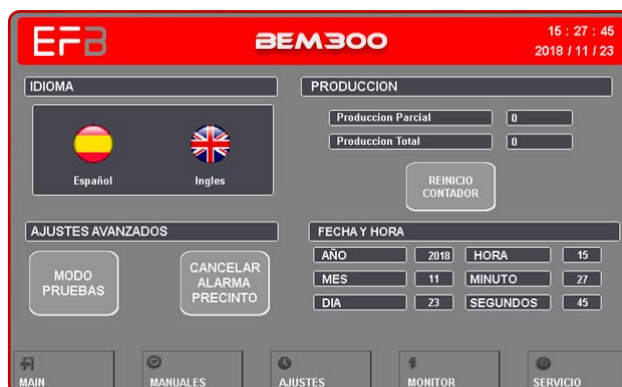 EFB BEM300 15 : 27 : 45
2018 / 11 / 23
IDIOMA
Español Ingles
PRODUCCION
Produccion Parcial 0
Produccion Total 0
REINICIO
CONTADOR
AJUSTES AVANZADOS
MODO
PRUEBAS
CANCELAR
ALARMA
PRECINTO
FECHA Y HORA
AÑO 2018 HORA 15
MES 11 MINUTO 27
DIA 23 SEGUNDOS 45
MAIN MANUALES AJUSTES MONITOR SERVICIO